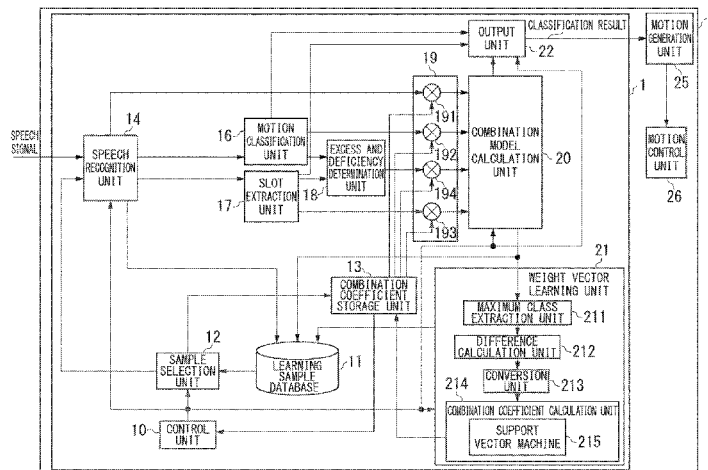 CLASSIFICATION RESULT
OUTPUT
UNIT
22
MOTION
GENERATION
UNIT
25
19
1
14
191
SPEECH
SIGNAL
SPEECH
RECOGNITION
UNIT
16
MOTION
CLASSIFICATION
UNIT
192
COMBINATION
MODEL
CALCULATION
UNIT
20
MOTION
CONTROL
UNIT
26
EXCESS AND
DEFICIENCY
DETERMINATION
UNIT
18
194
17
SLOT
EXTRACTION
UNIT
193
21
13
COMBINATION
COEFFICIENT
STORAGE UNIT
WEIGHT VECTOR
LEARNING UNIT
MAXIMUM CLASS
EXTRACTION UNIT
211
12
SAMPLE
SELECTION
UNIT
LEARNING
SAMPLE
DATABASE
11
DIFFERENCE
CALCULATION UNIT
212
CONVERSION
UNIT
213
214
COMBINATION COEFFICIENT CALCULATION UNIT
10
CONTROL
UNIT
SUPPORT
VECTOR MACHINE
215